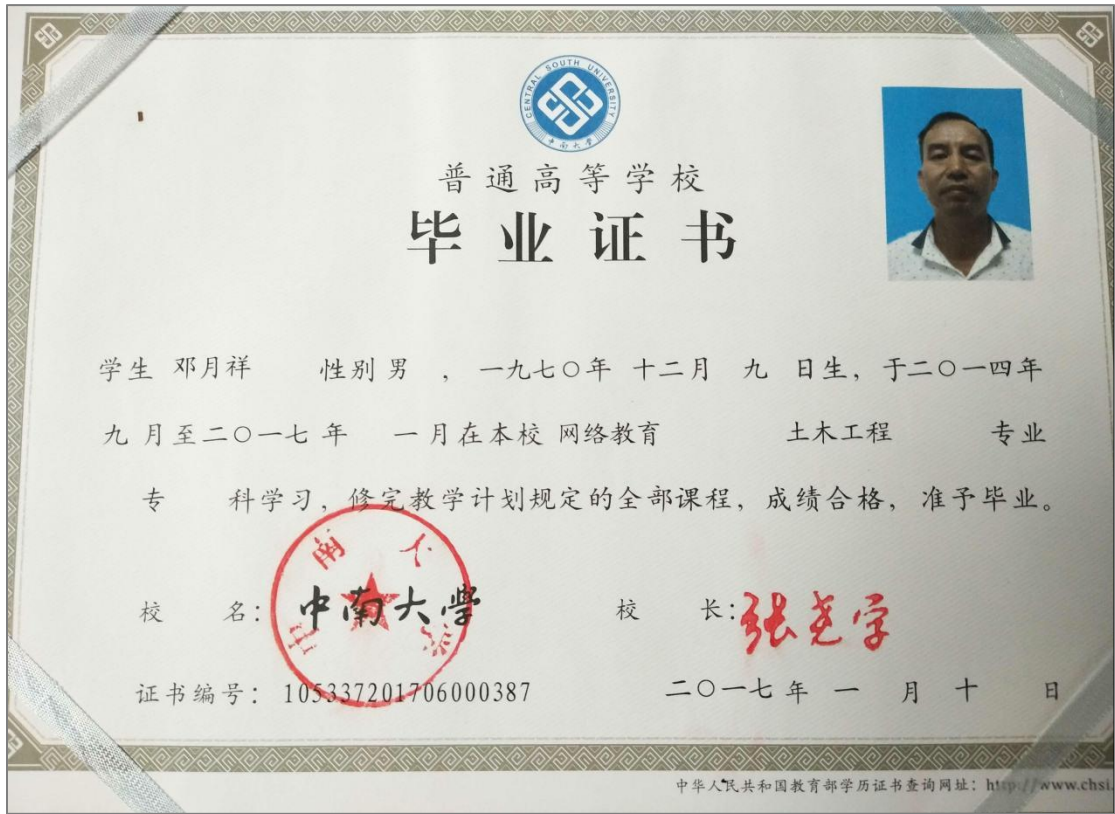 CENTRAL SOUTH UNIVERSITY
中南大学
普通高等学校
毕业证书
学生 邓月祥 性别 男 ，一九七〇年 十二月 九 日生，于二〇一四年
九 月至二〇一七 年 一 月在本校 网络教育 土木工程 专业
专 科学习，修完教学计划规定的全部课程，成绩合格，准予毕业。
中南大学
校 名：中南大學 校 长：张尧学
证书编号：105337201706000387 二〇一七 年 一 月 十 日
中华人民共和国教育部学历证书查询网址：http://www.chsi.